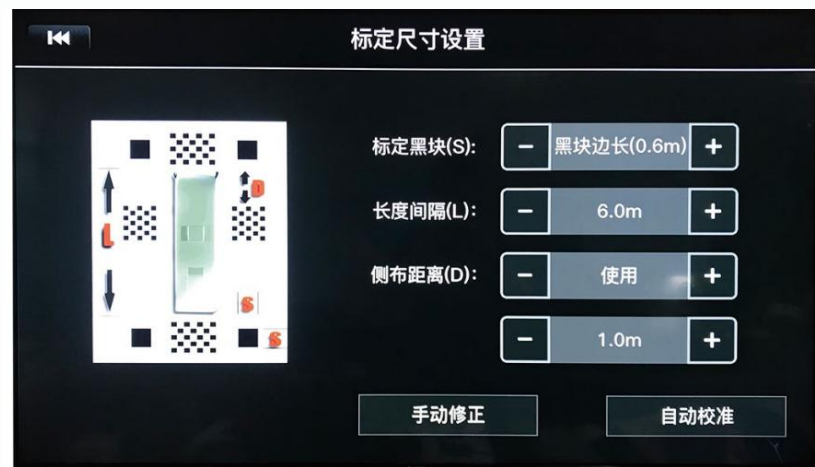 标定尺寸设置
标定黑块(S): - 黑块边长(0.6m) +
长度间隔(L): - 6.0m +
侧布距离(D): - 使用 +
- 1.0m +
L
D
S
S
手动修正 自动校准